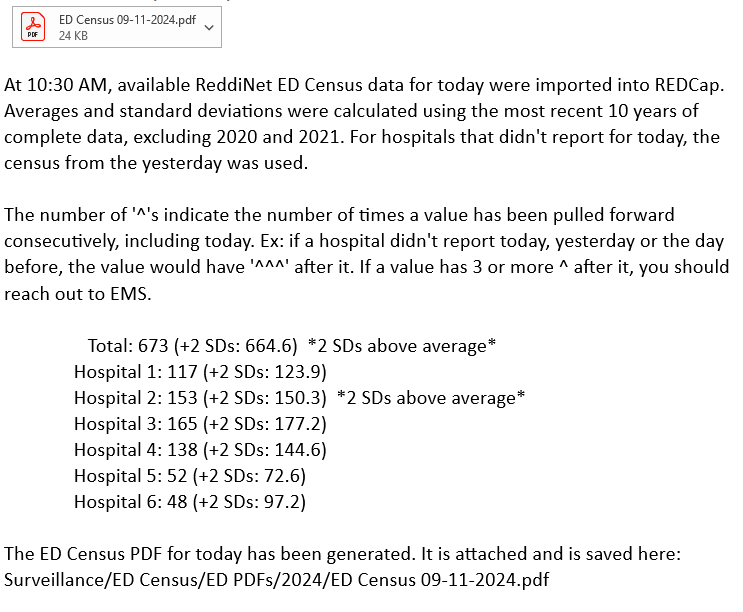 ED Census 09-11-2024.pdf
PDF
24 KB
At 10:30 AM, available ReddiNet ED Census data for today were imported into REDCap.
Averages and standard deviations were calculated using the most recent 10 years of
complete data, excluding 2020 and 2021. For hospitals that didn't report for today, the
census from the yesterday was used.
The number of '^'s indicate the number of times a value has been pulled forward
consecutively, including today. Ex: if a hospital didn't report today, yesterday or the day
before, the value would have '^^^' after it. If a value has 3 or more ^ after it, you should
reach out to EMS.
Total: 673 (+2 SDs: 664.6) *2 SDs above average*
Hospital 1: 117 (+2 SDs: 123.9)
Hospital 2: 153 (+2 SDs: 150.3) *2 SDs above average*
Hospital 3: 165 (+2 SDs: 177.2)
Hospital 4: 138 (+2 SDs: 144.6)
Hospital 5: 52 (+2 SDs: 72.6)
Hospital 6: 48 (+2 SDs: 97.2)
The ED Census PDF for today has been generated. It is attached and is saved here:
Surveillance/ED Census/ED PDFs/2024/ED Census 09-11-2024.pdf